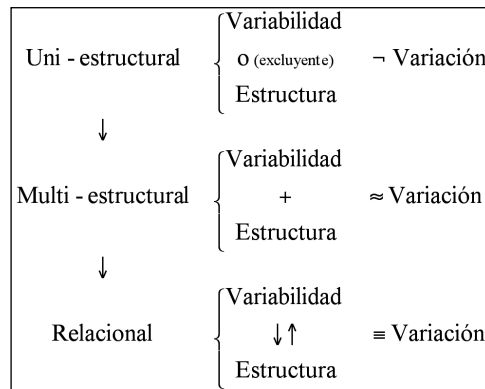 Variabilidad
Uni - estructural o (excluyente) ¬ Variación
Estructura
↓
Variabilidad
Multi - estructural + ≈ Variación
Estructura
↓
Variabilidad
Relacional ↓↑ ≡ Variación
Estructura